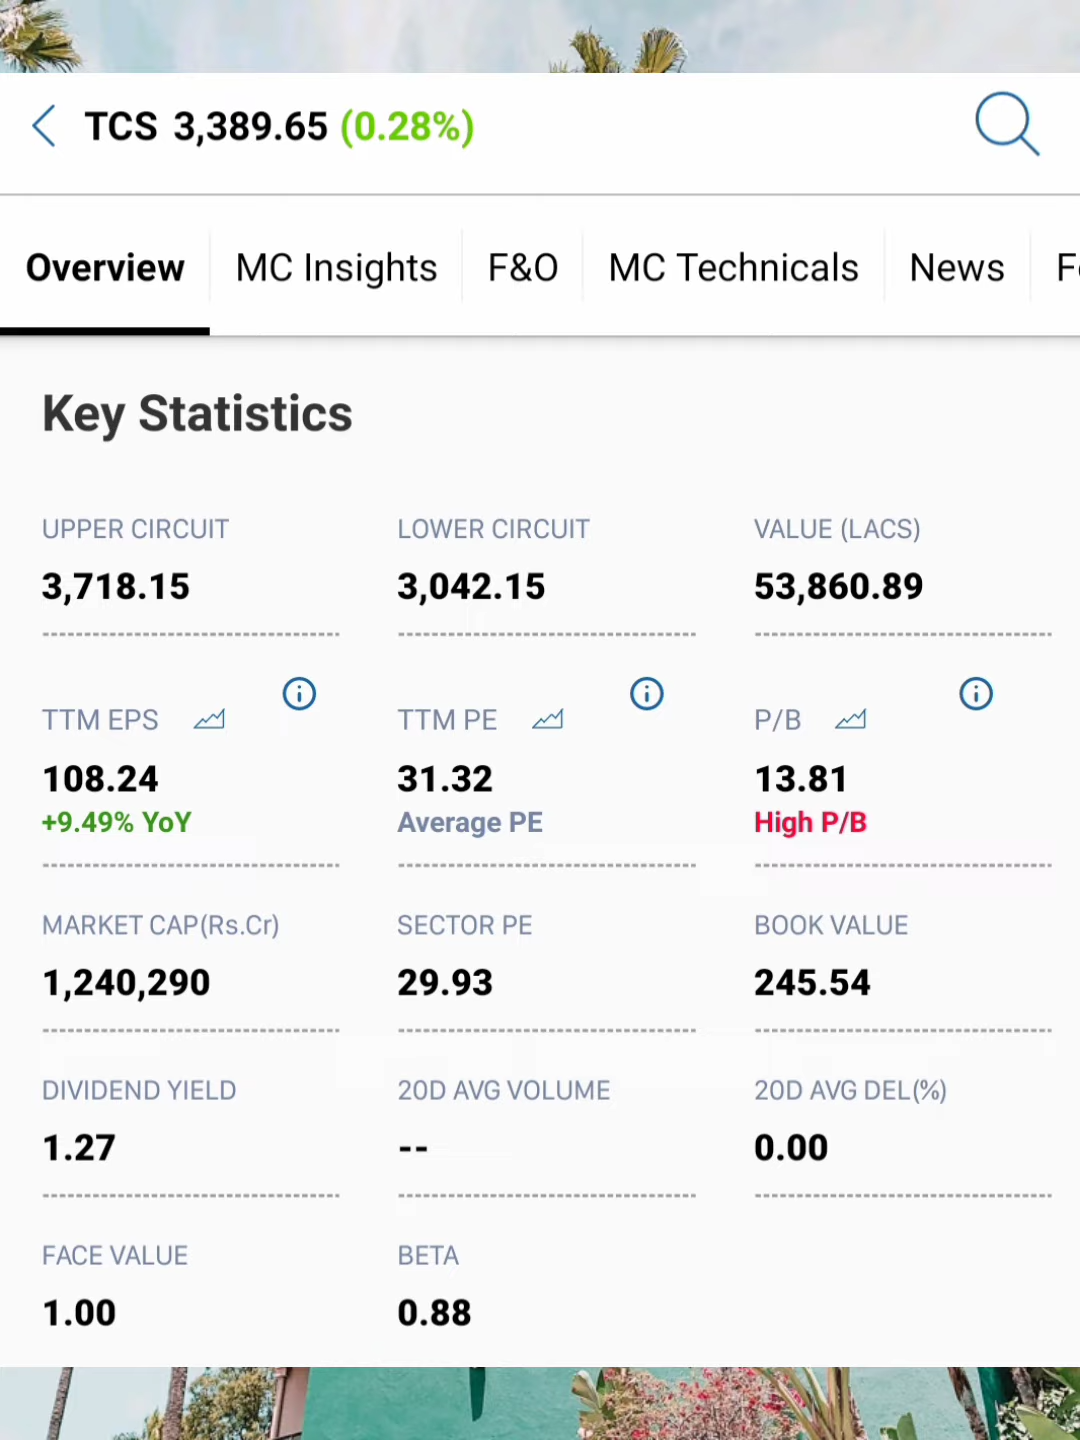 TCS 3,389.65 (0.28%)
Overview MC Insights F&O MC Technicals News
Key Statistics
UPPER CIRCUIT LOWER CIRCUIT VALUE (LACS)
3,718.15 3,042.15 53,860.89
TTM EPS TTM PE P/B
108.24 31.32 13.81
+9.49% YoY Average PE High P/B
MARKET CAP(Rs.Cr) SECTOR PE BOOK VALUE
1,240,290 29.93 245.54
DIVIDEND YIELD 20D AVG VOLUME 20D AVG DEL(%)
1.27 -- 0.00
FACE VALUE BETA
1.00 0.88